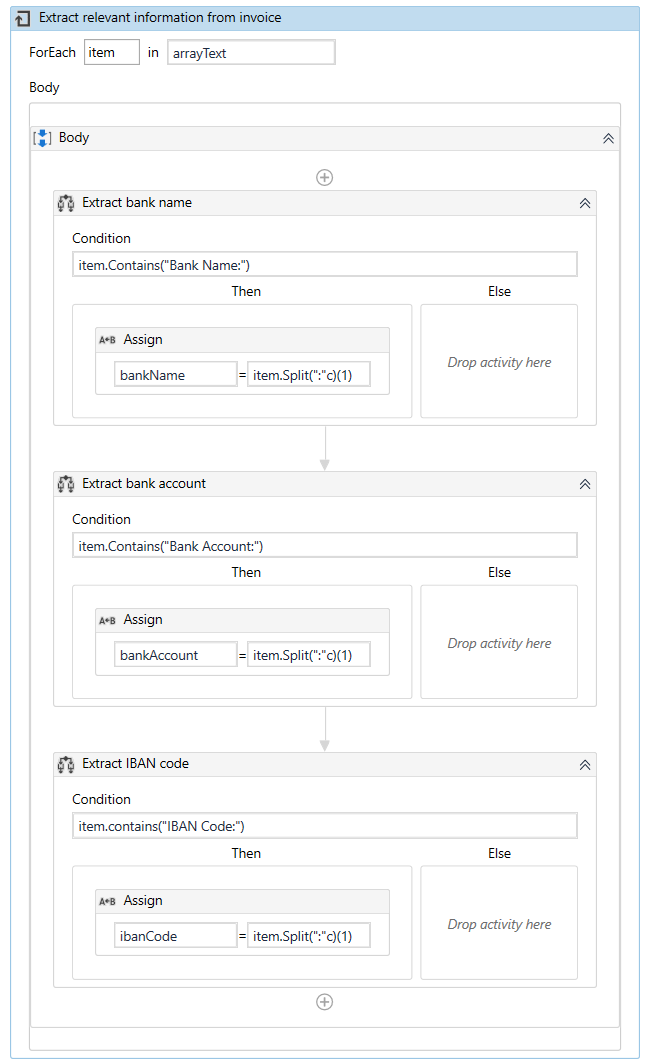 Extract relevant information from invoice
ForEach item in arrayText
Body
Body
Extract bank name
Condition
item.Contains("Bank Name:")
Then Else
A←B Assign
Drop activity here
bankName = item.Split(":"c)(1)
Extract bank account
Condition
item.Contains("Bank Account:")
Then Else
A←B Assign
Drop activity here
bankAccount = item.Split(":"c)(1)
Extract IBAN code
Condition
item.contains("IBAN Code:")
Then Else
A←B Assign
Drop activity here
ibanCode = item.Split(":"c)(1)